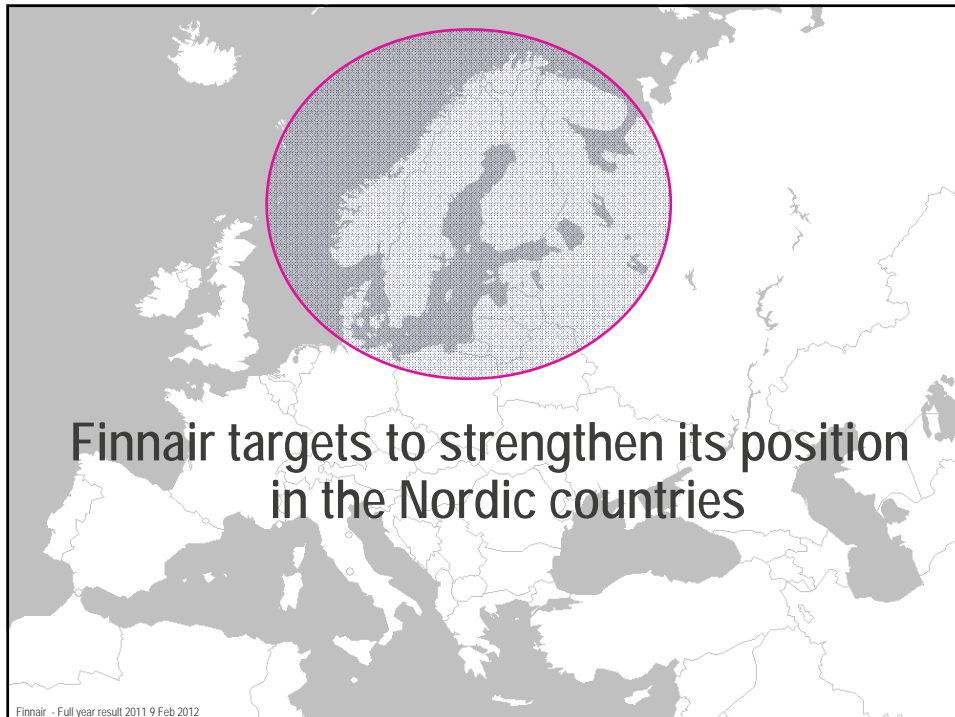 Finnair targets to strengthen its position
in the Nordic countries
Finnair - Full year result 2011 9 Feb 2012